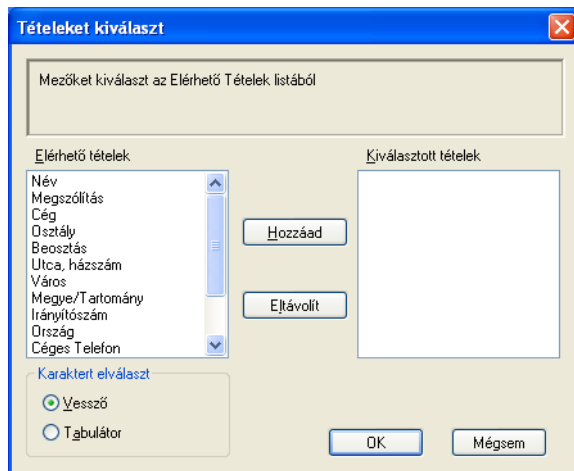 Tételeket kiválaszt
Mezőket kiválaszt az Elérhető Tételek listából
Elérhető tételek
Név
Megszólítás
Cég
Osztály
Beosztás
Utca, házszám
Város
Megye/Tartomány
Irányítószám
Ország
Céges Telefon
Hozzáad
Eltávolít
Kiválasztott tételek
Karaktert elválaszt
Vessző
Tabulátor
OK
Mégsem